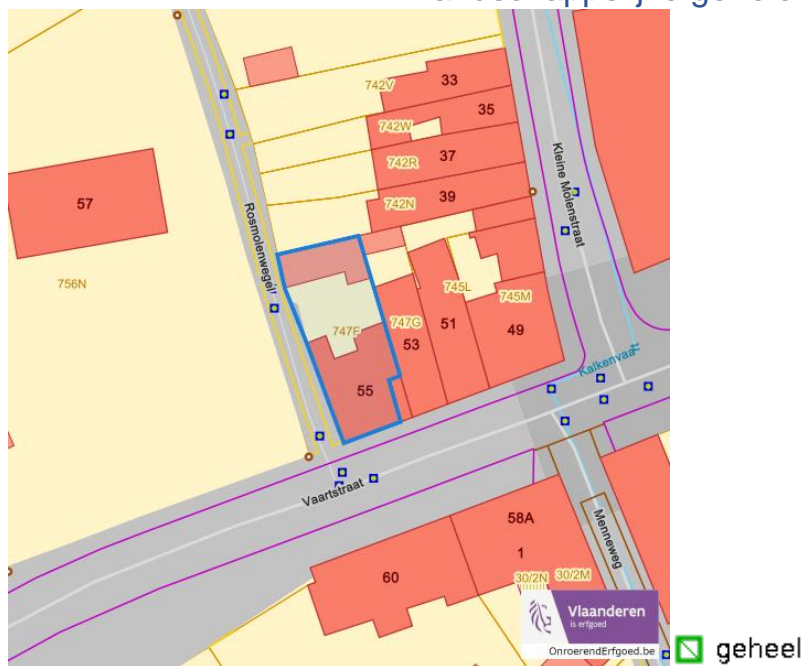 742V
33
35
742W
37
742R
39
742N
57
Rosmolenwegel
Kleine Molenstraat
756N
745L
745M
747G
747F
51
53
49
55
Kalkenvaart
Vaartstraat
58A
1
60
30/2N
30/2M
Menneweg
Vlaanderen
is erfgoed
OnroerendErfgoed.be
geheel